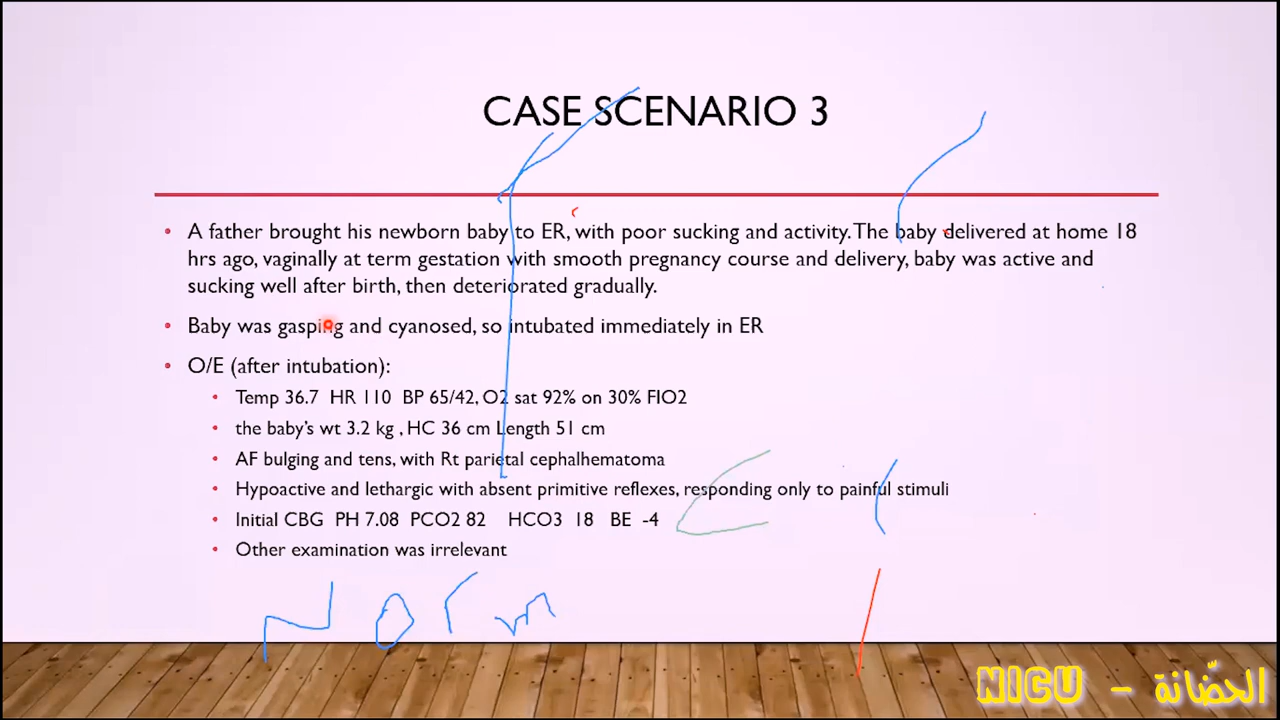 CASE SCENARIO 3
• A father brought his newborn baby to ER, with poor sucking and activity. The baby delivered at home 18
hrs ago, vaginally at term gestation with smooth pregnancy course and delivery, baby was active and
sucking well after birth, then deteriorated gradually.
• Baby was gasping and cyanosed, so intubated immediately in ER
• O/E (after intubation):
• Temp 36.7 HR 110 BP 65/42, O2 sat 92% on 30% FIO2
• the baby's wt 3.2 kg , HC 36 cm Length 51 cm
• AF bulging and tens, with Rt parietal cephalhematoma
• Hypoactive and lethargic with absent primitive reflexes, responding only to painful stimuli
• Initial CBG PH 7.08 PCO2 82 HCO3 18 BE -4
• Other examination was irrelevant
Norm
NICU - الحضّانة